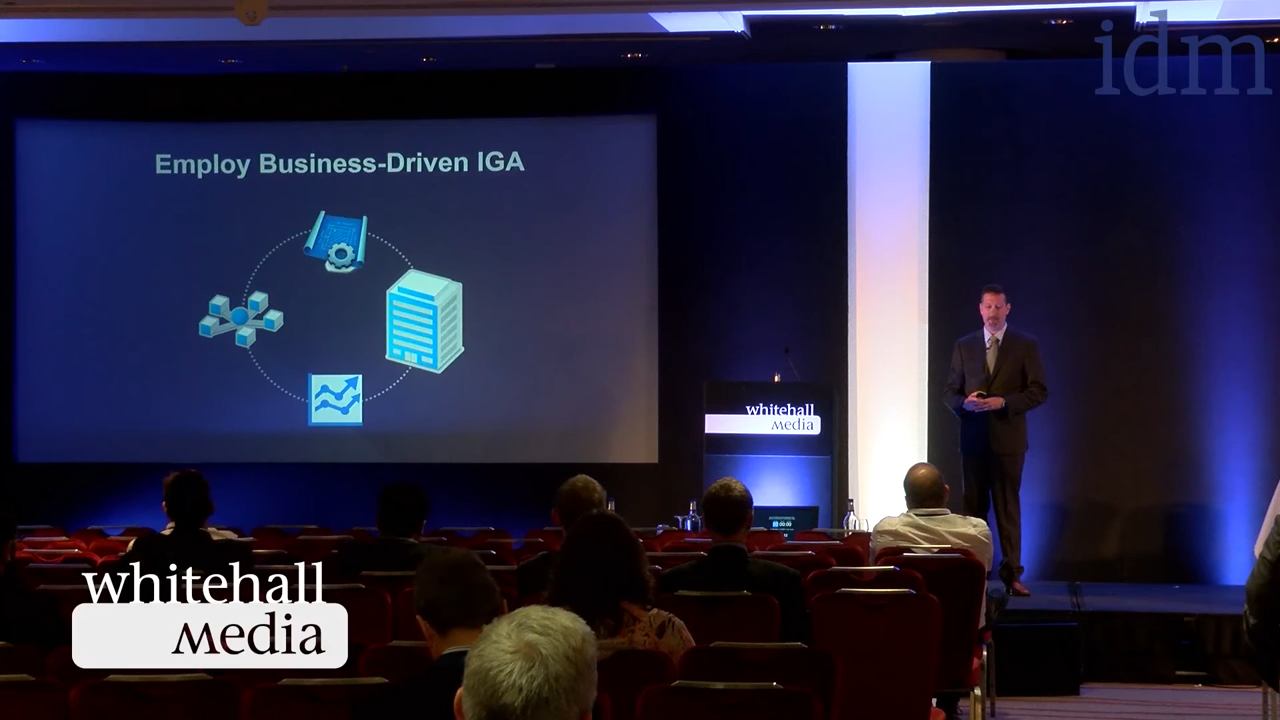 idm
Employ Business-Driven IGA
whitehall
media
whitehall
media